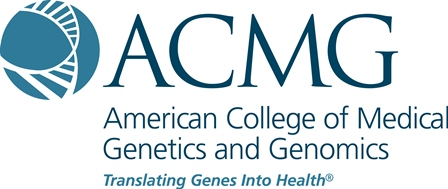 ACMG
American College of Medical
Genetics and Genomics
Translating Genes Into Health®